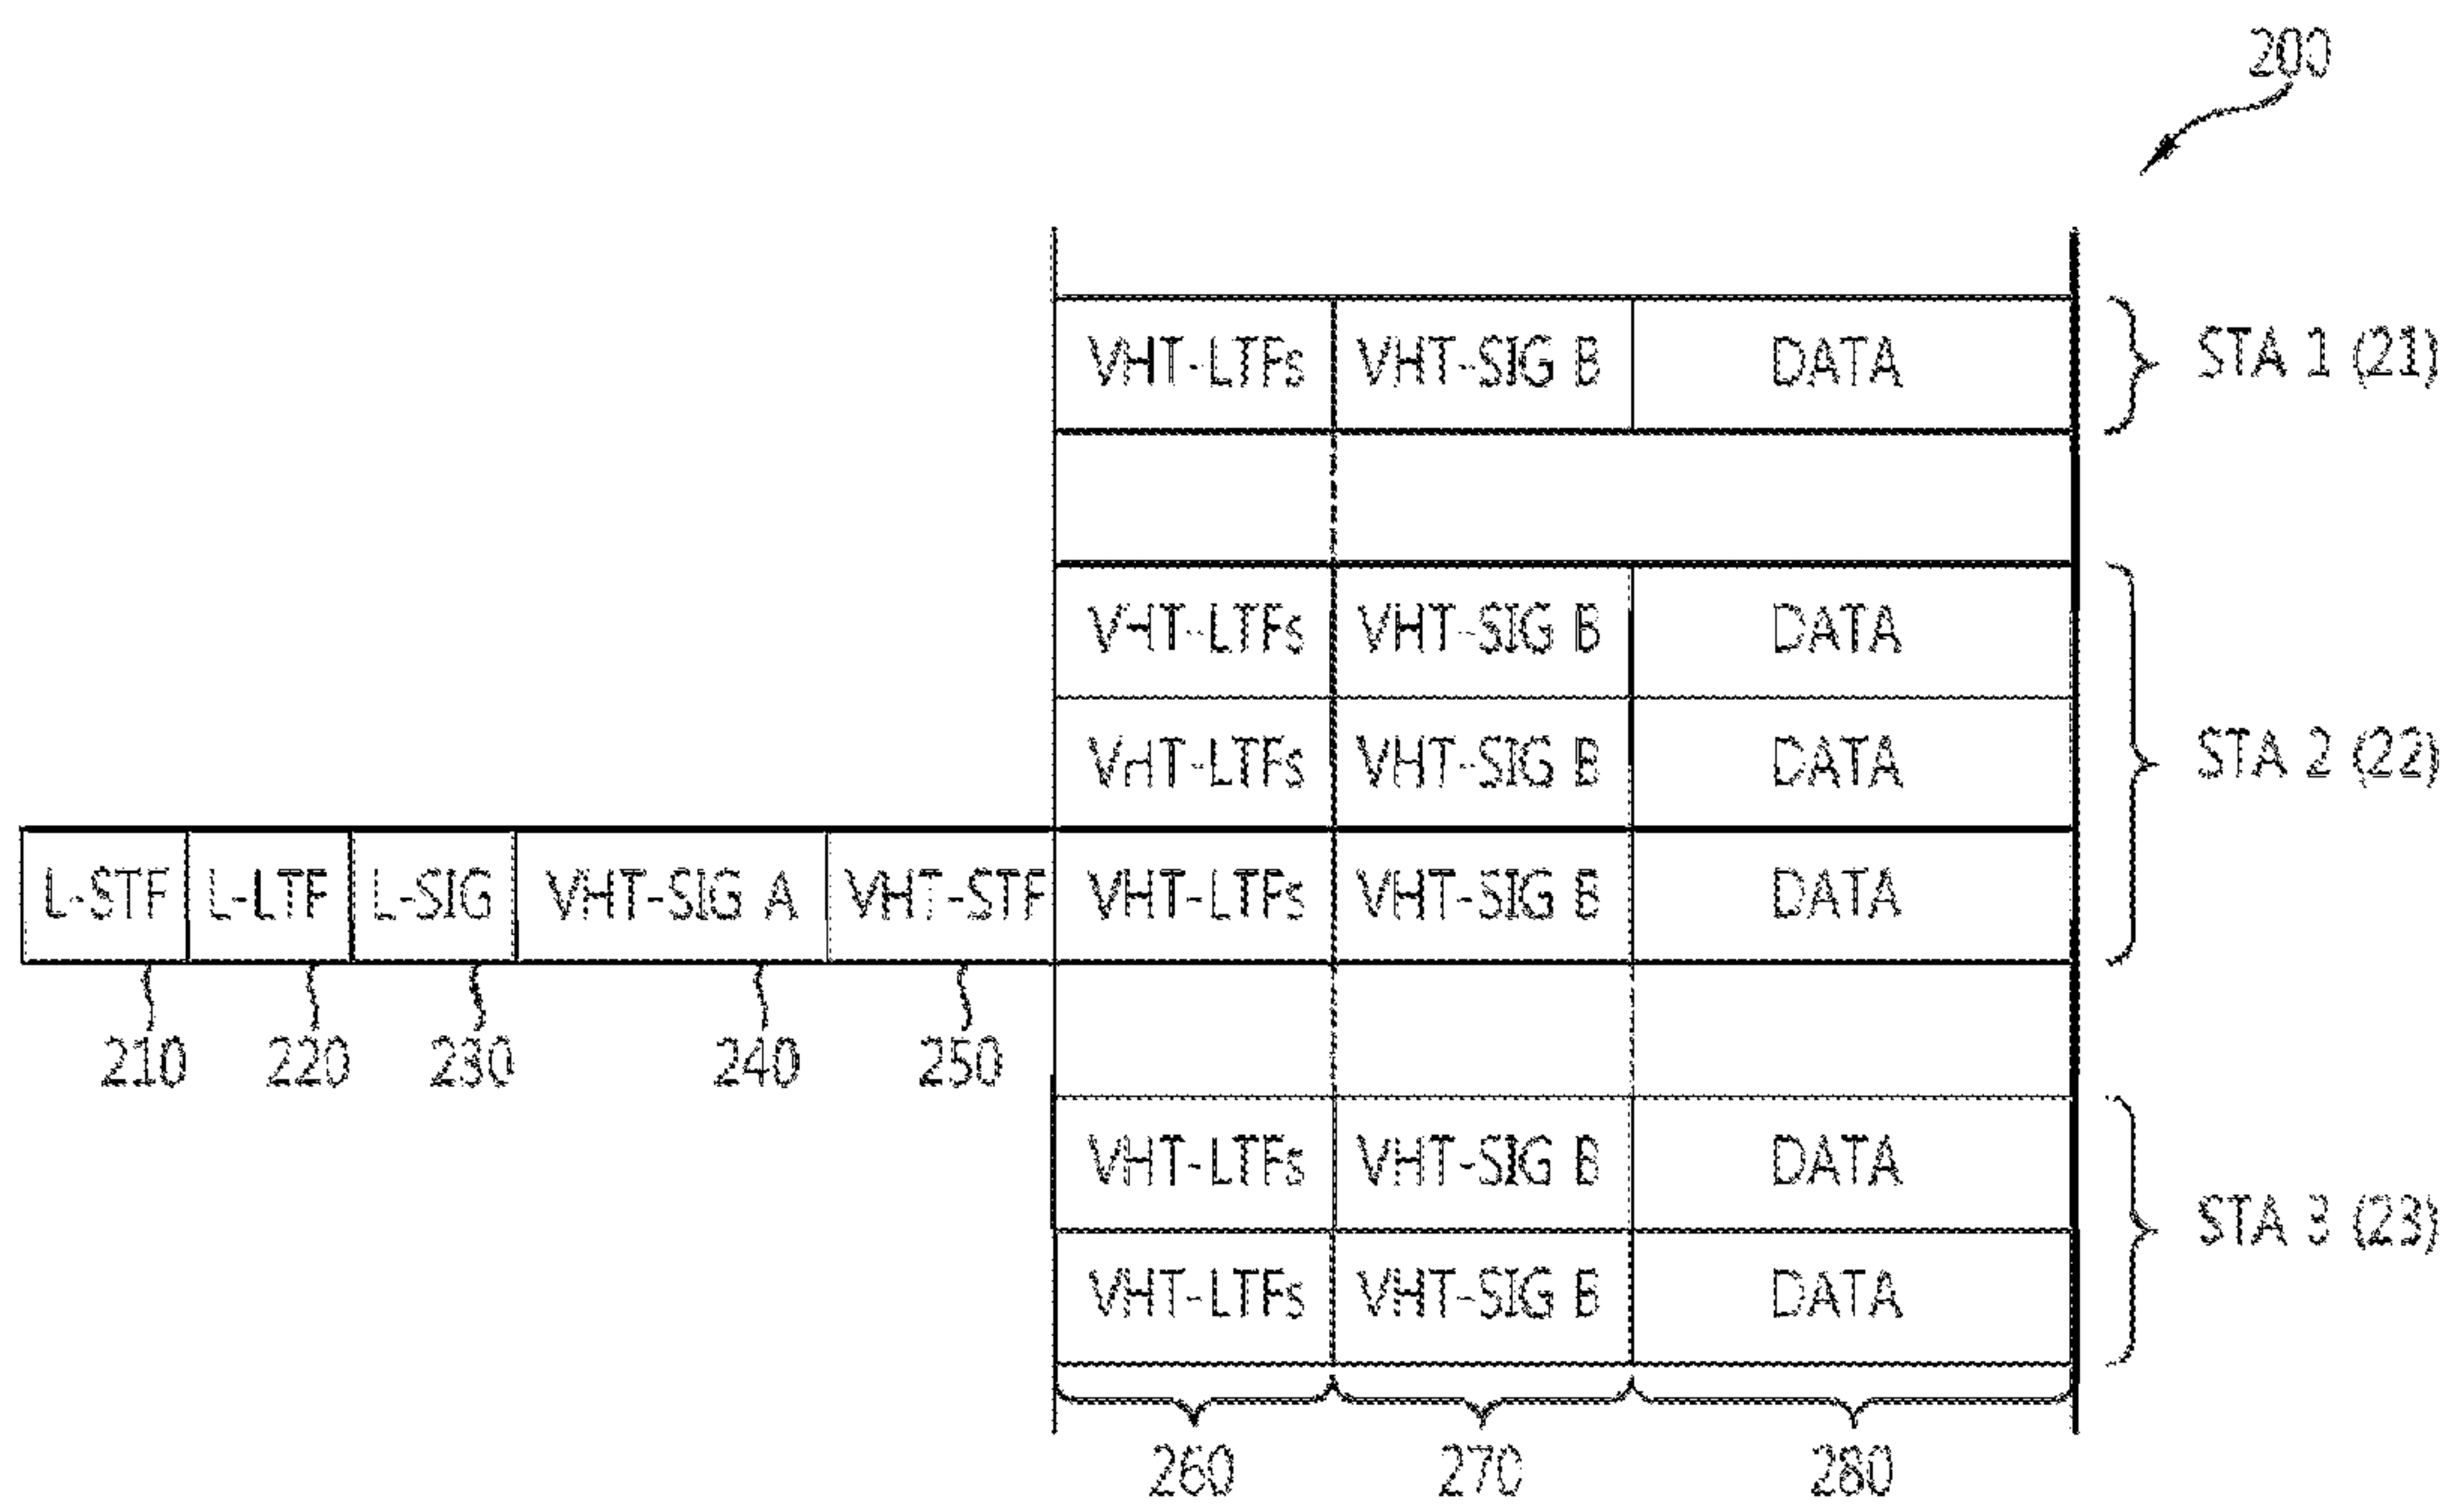 200
VHT-LTFs VHT-SIG B DATA STA 1 (21)
VHT-LTFs VHT-SIG B DATA
VHT-LTFs VHT-SIG B DATA STA 2 (22)
L-STF L-LTF L-SIG VHT-SIG A VHT-STF VHT-LTFs VHT-SIG B DATA
210 220 230 240 250
VHT-LTFs VHT-SIG B DATA
STA 3 (23)
VHT-LTFs VHT-SIG B DATA
260 270 280